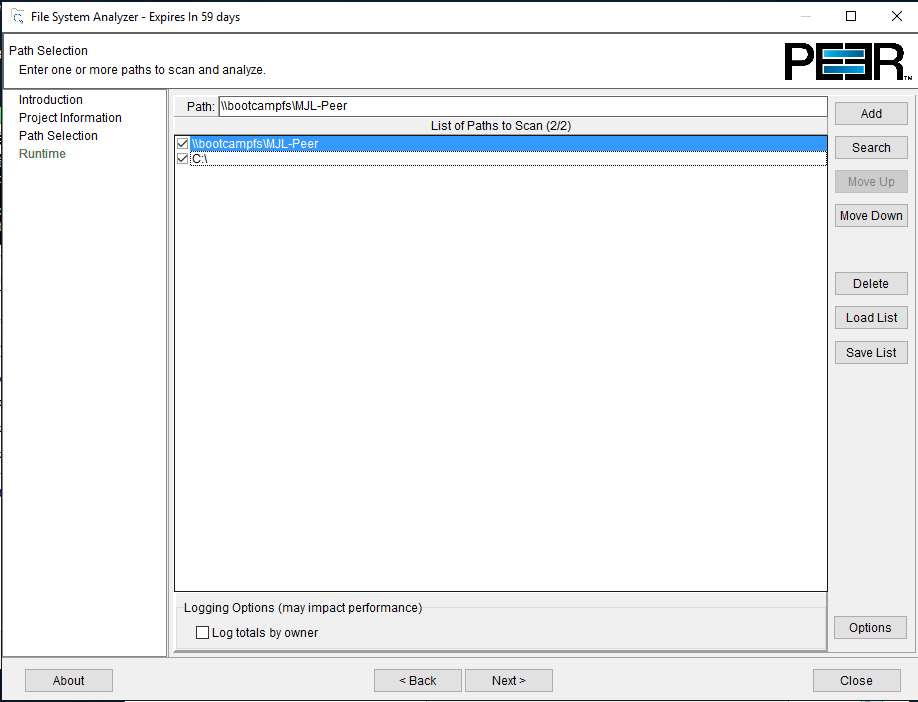 File System Analyzer - Expires In 59 days
Path Selection
Enter one or more paths to scan and analyze.
PEER™
Introduction
Project Information
Path Selection
Runtime
Path: \\bootcampfs\MJL-Peer
List of Paths to Scan (2/2)
\\bootcampfs\MJL-Peer
C:\
Add
Search
Move Up
Move Down
Delete
Load List
Save List
Logging Options (may impact performance)
Log totals by owner
Options
About
< Back
Next >
Close